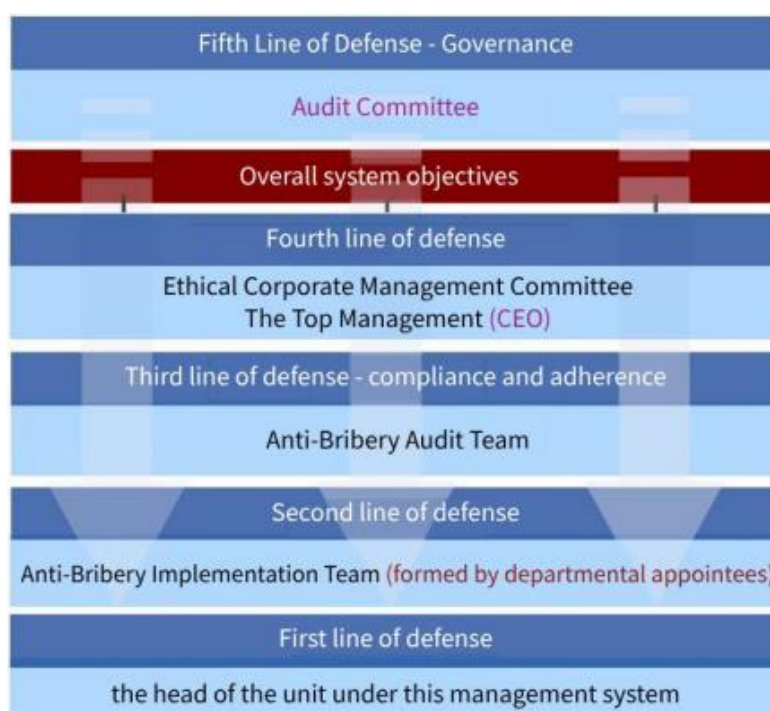 Fifth Line of Defense - Governance
Audit Committee
Overall system objectives
Fourth line of defense
Ethical Corporate Management Committee
The Top Management (CEO)
Third line of defense - compliance and adherence
Anti-Bribery Audit Team
Second line of defense
Anti-Bribery Implementation Team (formed by departmental appointees)
First line of defense
the head of the unit under this management system